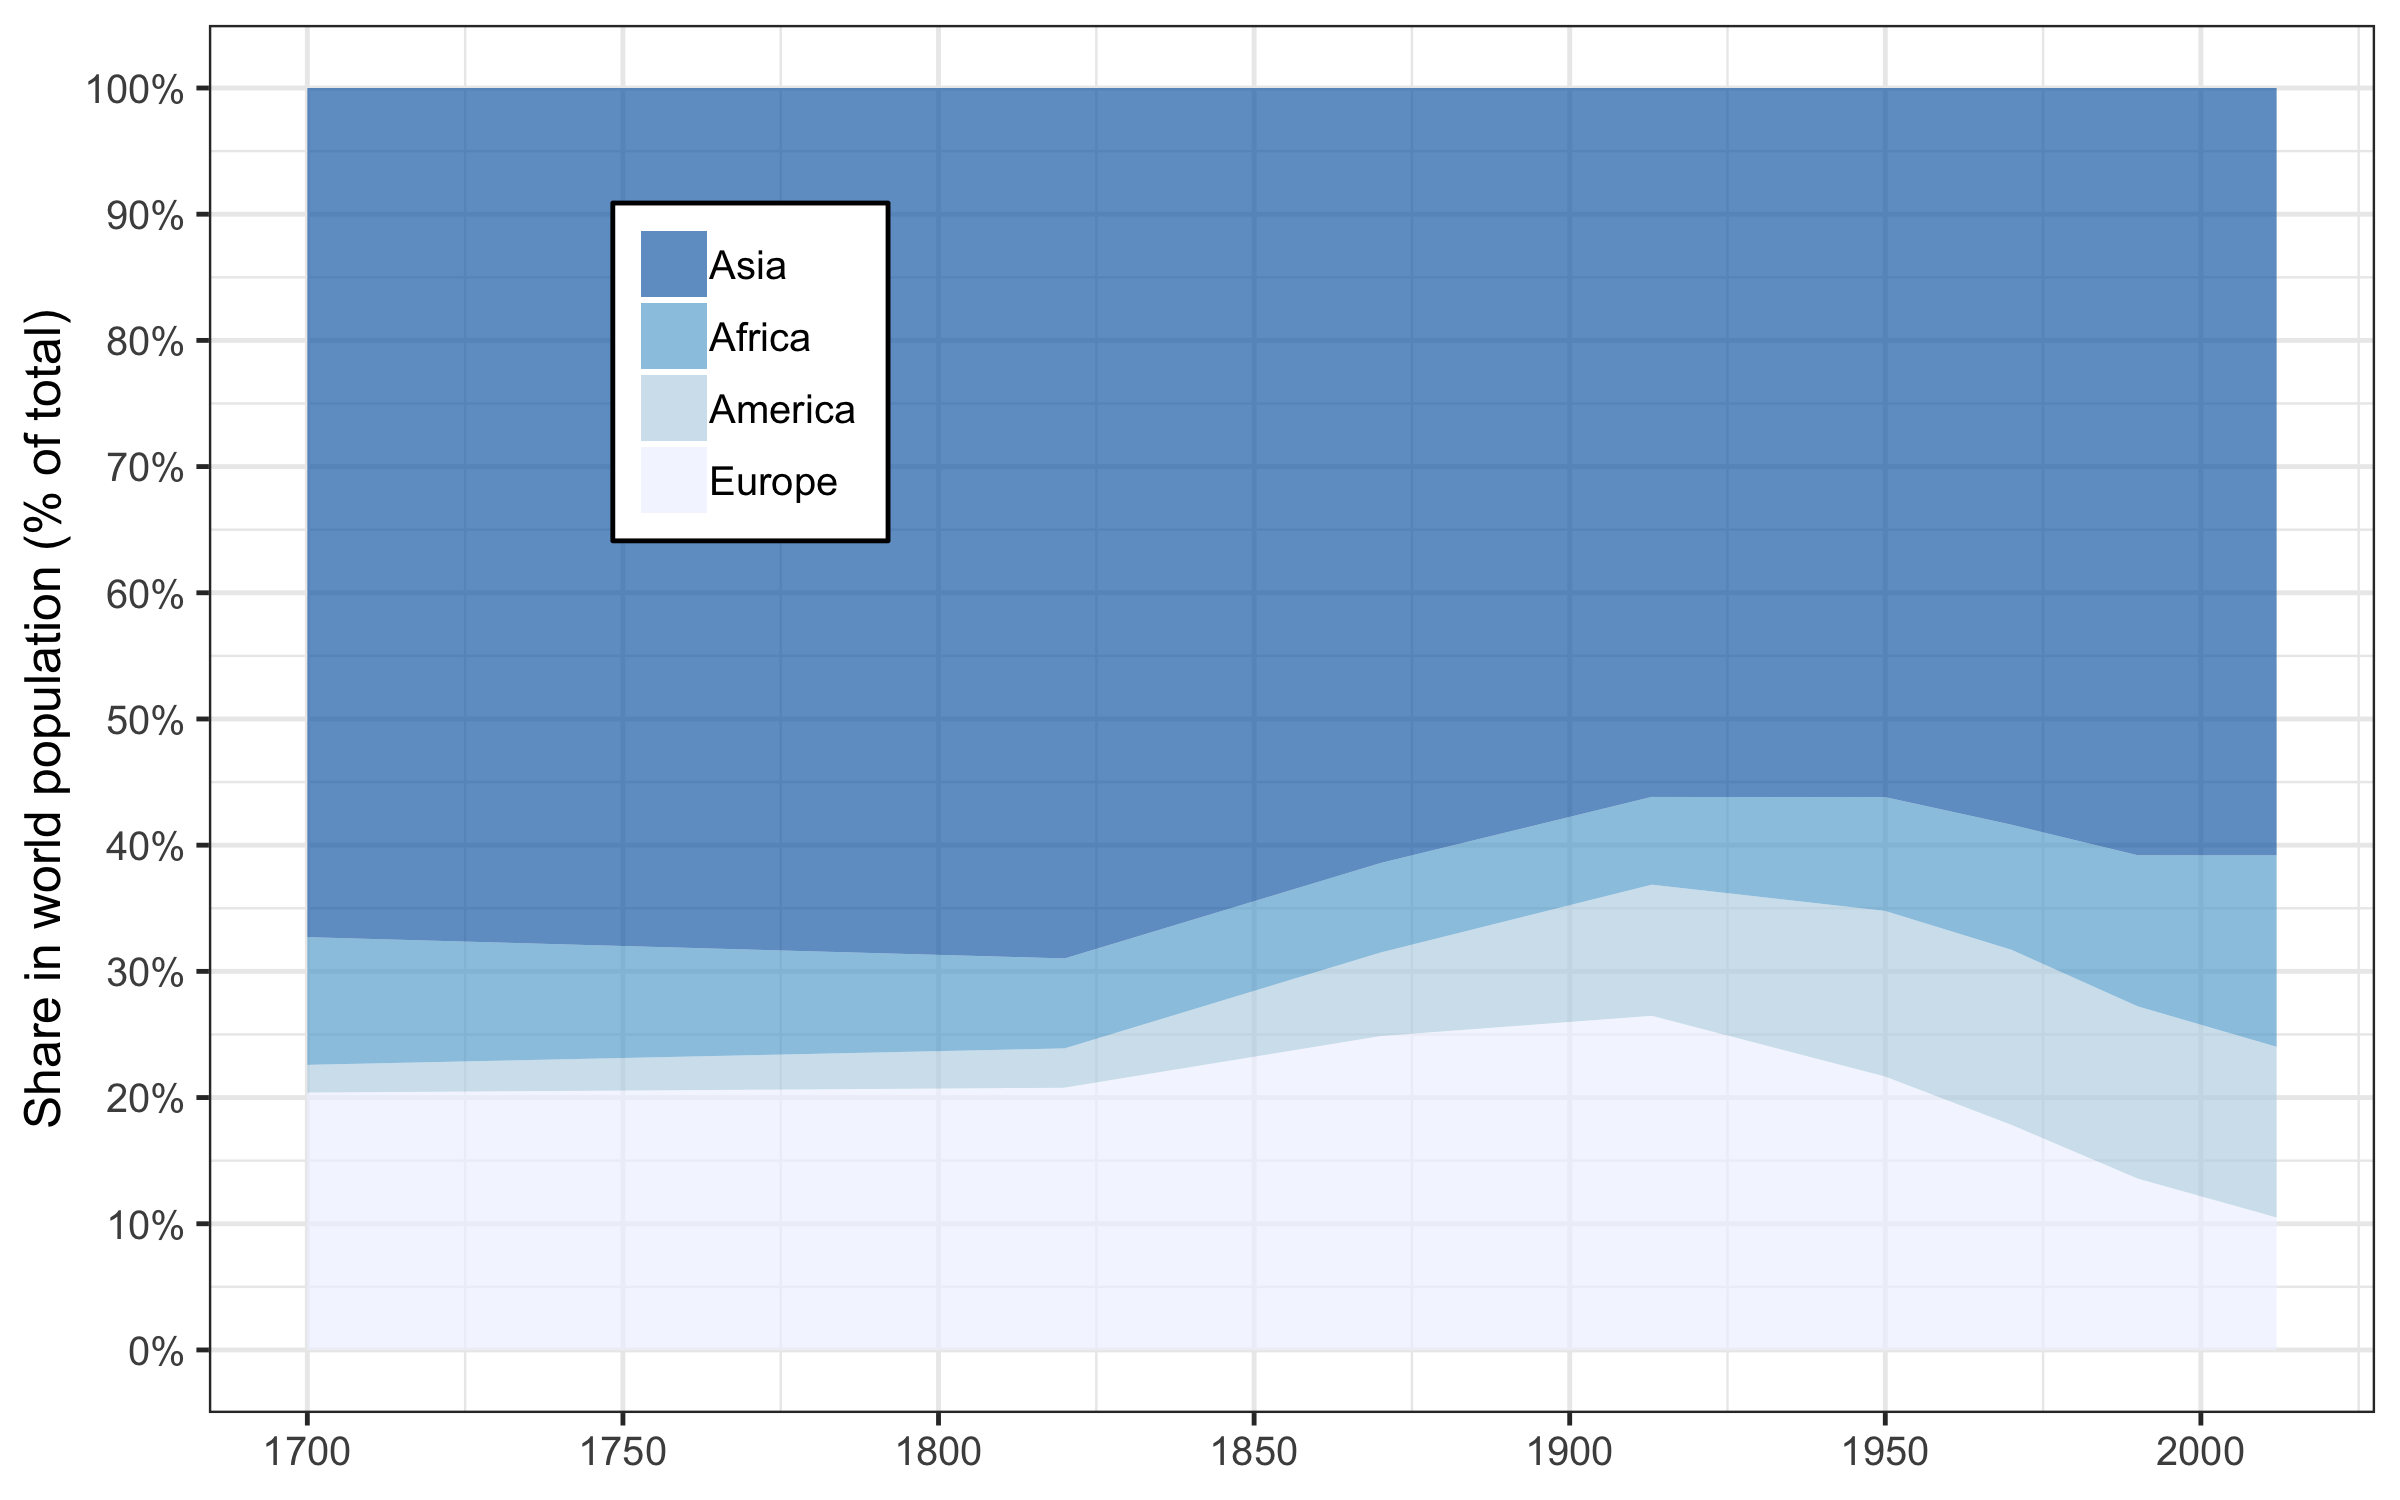 Share in world population (% of total)
100%
90%
80%
70%
60%
50%
40%
30%
20%
10%
0%
Asia
Africa
America
Europe
1700 1750 1800 1850 1900 1950 2000